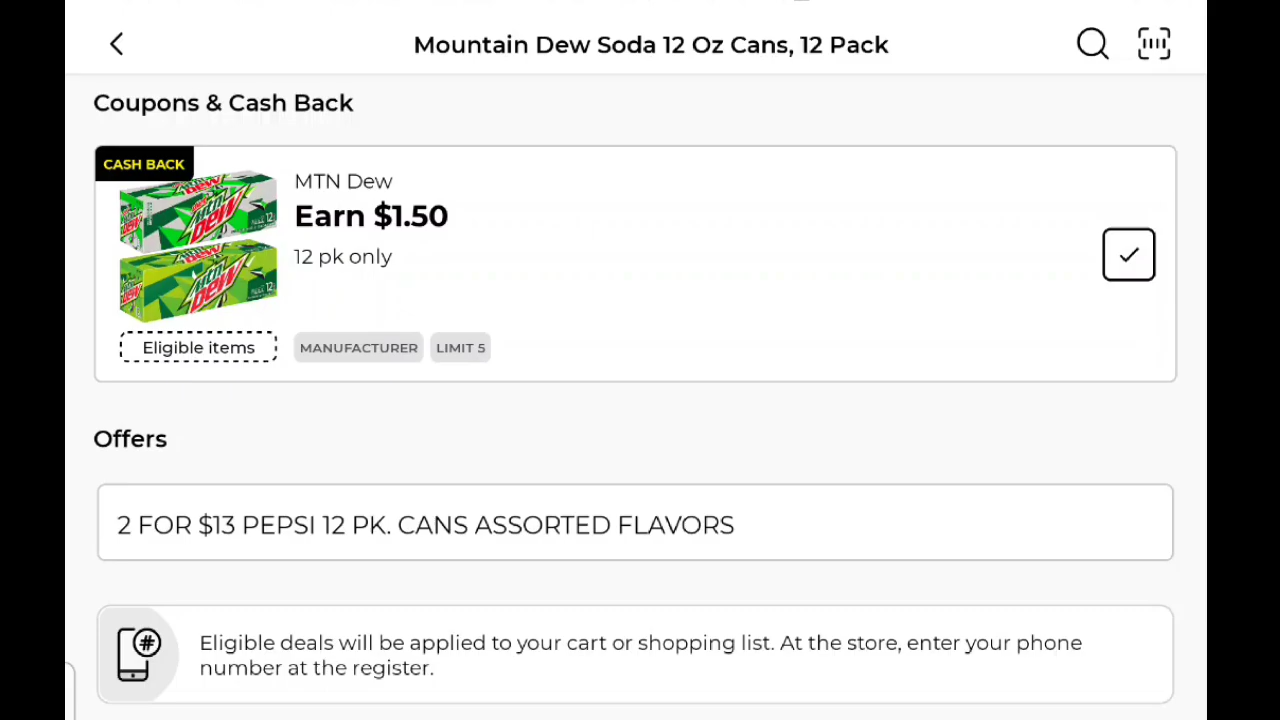 Mountain Dew Soda 12 Oz Cans, 12 Pack
Coupons & Cash Back
CASH BACK
MTN Dew
Earn $1.50
12 pk only
Eligible items
MANUFACTURER
LIMIT 5
Offers
2 FOR $13 PEPSI 12 PK. CANS ASSORTED FLAVORS
Eligible deals will be applied to your cart or shopping list. At the store, enter your phone
number at the register.